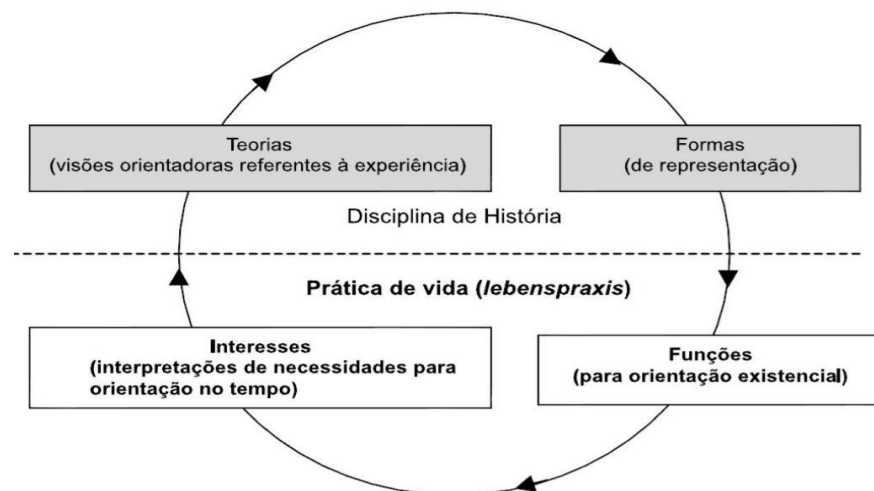 Teorias
(visões orientadoras referentes à experiência)
Formas
(de representação)
Disciplina de História
Prática de vida (lebenspraxis)
Interesses
(interpretações de necessidades para
orientação no tempo)
Funções
(para orientação existencial)